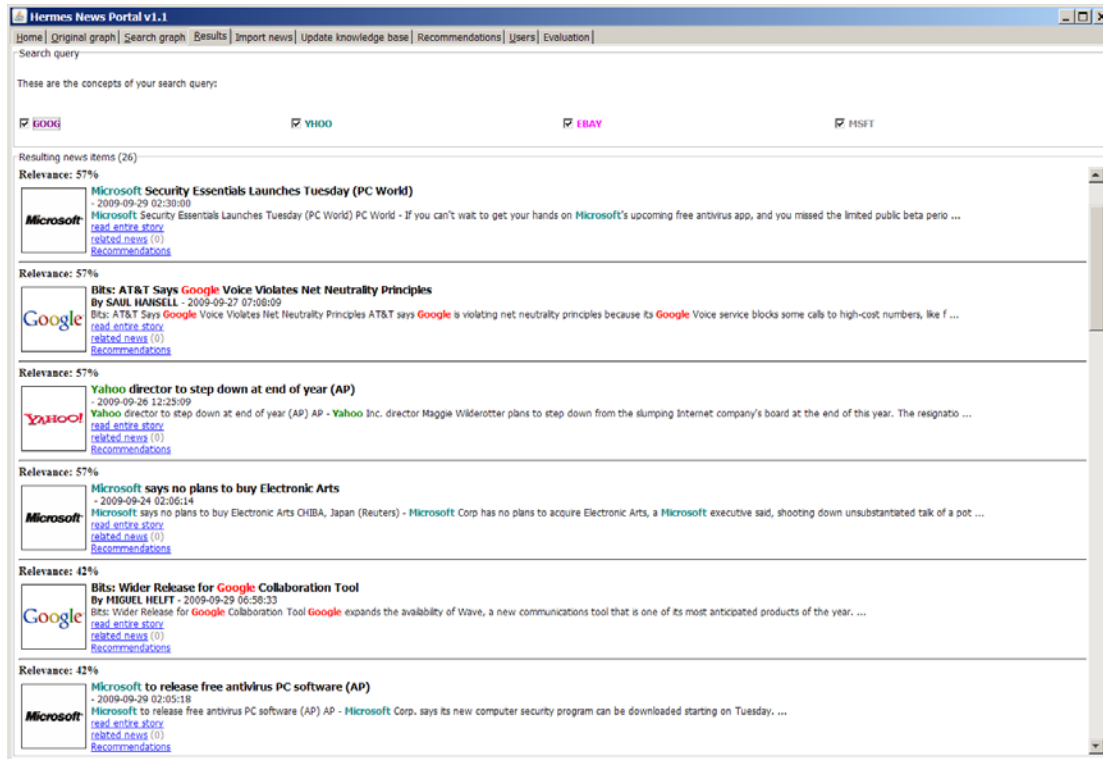 Hermes News Portal v1.1
Home Original graph Search graph Results Import news Update knowledge base Recommendations Users Evaluation
Search query
These are the concepts of your search query:
GOOG YHOO EBAY MSFT
Resulting news items (26)
Relevance: 57%
Microsoft Security Essentials Launches Tuesday (PC World)
- 2009-09-29 02:30:00
Microsoft
Microsoft Security Essentials Launches Tuesday (PC World) PC World - If you can't wait to get your hands on Microsoft's upcoming free antivirus app, and you missed the limited public beta perio ...
read entire story
related news (0)
Recommendations
Relevance: 57%
Bits: AT&T Says Google Voice Violates Net Neutrality Principles
By SAUL HANSELL - 2009-09-27 07:08:09
Google
Bits: AT&T Says Google Voice Violates Net Neutrality Principles AT&T says Google is violating net neutrality principles because its Google Voice service blocks some calls to high-cost numbers, like f ...
read entire story
related news (0)
Recommendations
Relevance: 57%
Yahoo director to step down at end of year (AP)
- 2009-09-26 12:25:09
YAHOO!
Yahoo director to step down at end of year (AP) AP - Yahoo Inc. director Maggie Wilderotter plans to step down from the slumping Internet company's board at the end of this year. The resignatio ...
read entire story
related news (0)
Recommendations
Relevance: 57%
Microsoft says no plans to buy Electronic Arts
- 2009-09-24 02:06:14
Microsoft
Microsoft says no plans to buy Electronic Arts CHIBA, Japan (Reuters) - Microsoft Corp has no plans to acquire Electronic Arts, a Microsoft executive said, shooting down unsubstantiated talk of a pot ...
read entire story
related news (0)
Recommendations
Relevance: 42%
Bits: Wider Release for Google Collaboration Tool
By MIGUEL HELFT - 2009-09-29 06:58:33
Google
Bits: Wider Release for Google Collaboration Tool Google expands the availability of Wave, a new communications tool that is one of its most anticipated products of the year. ...
read entire story
related news (0)
Recommendations
Relevance: 42%
Microsoft to release free antivirus PC software (AP)
- 2009-09-29 02:05:18
Microsoft
Microsoft to release free antivirus PC software (AP) AP - Microsoft Corp. says its new computer security program can be downloaded starting on Tuesday. ...
read entire story
related news (0)
Recommendations